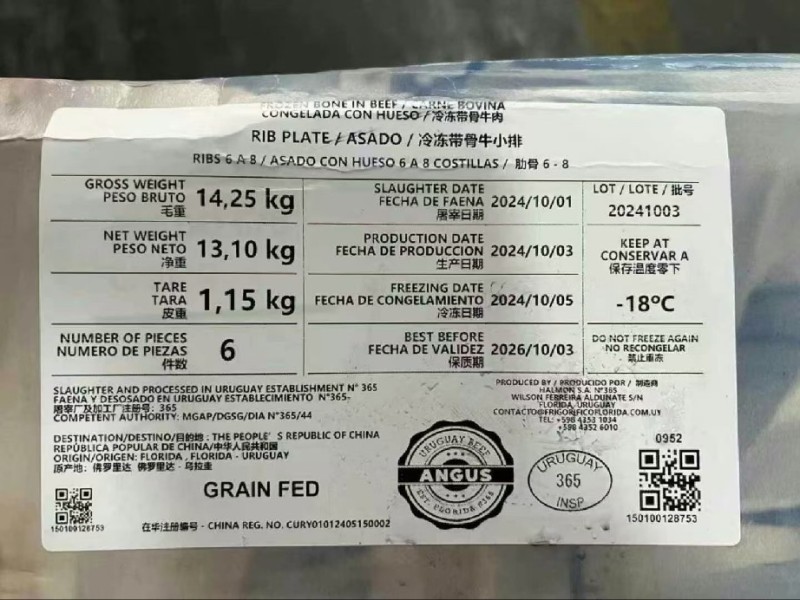 FROZEN BONE IN BEEF / CARNE BOVINA
CONGELADA CON HUESO / 冷冻带骨牛肉
RIB PLATE / ASADO / 冷冻带骨牛小排
RIBS 6 A 8 / ASADO CON HUESO 6 A 8 COSTILLAS / 肋骨 6 - 8
GROSS WEIGHT
PESO BRUTO
毛重
14,25 kg
SLAUGHTER DATE
FECHA DE FAENA
屠宰日期
2024/10/01
LOT / LOTE / 批号
20241003
NET WEIGHT
PESO NETO
净重
13,10 kg
PRODUCTION DATE
FECHA DE PRODUCCION
生产日期
2024/10/03
KEEP AT
CONSERVAR A
保存温度零下
-18ºC
TARE
TARA
皮重
1,15 kg
FREEZING DATE
FECHA DE CONGELAMIENTO
冷冻日期
2024/10/05
NUMBER OF PIECES
NUMERO DE PIEZAS
件数
6
BEST BEFORE
FECHA DE VALIDEZ
保质期
2026/10/03
DO NOT FREEZE AGAIN
NO RECONGELAR
禁止重冻
SLAUGHTER AND PROCESSED IN URUGUAY ESTABLISHMENT N° 365
FAENA Y DESOSADO EN URUGUAY ESTABLECIMIENTO N°365-
屠宰厂及加工厂注册号: 365
COMPETENT AUTHORITY: MGAP/DGSG/DIA N°365/44
PRODUCED BY / PRODUCIDO POR / 制造商
HALMON S.A. N°365
WILSON FERREIRA ALDUNATE S/N
FLORIDA, URUGUAY
CONTACTO@FRIGORIFICOFLORIDA.COM.UY
TEL: +598 4352 1034
+598 4352 6010
DESTINATION/DESTINO/目的地 : THE PEOPLE' S REPUBLIC OF CHINA
REPÚBLICA POPULAR DE CHINA/中华人民共和国
ORIGIN/ORIGEN: FLORIDA , FLORIDA - URUGUAY
原产地: 佛罗里达 佛罗里达 - 乌拉圭
GRAIN FED
URUGUAY BEEF
ANGUS
EST. FLORIDA #365
URUGUAY
365
INSP
0952
150100128753
150100128753
在华注册编号 - CHINA REG. NO. CURY01012405150002